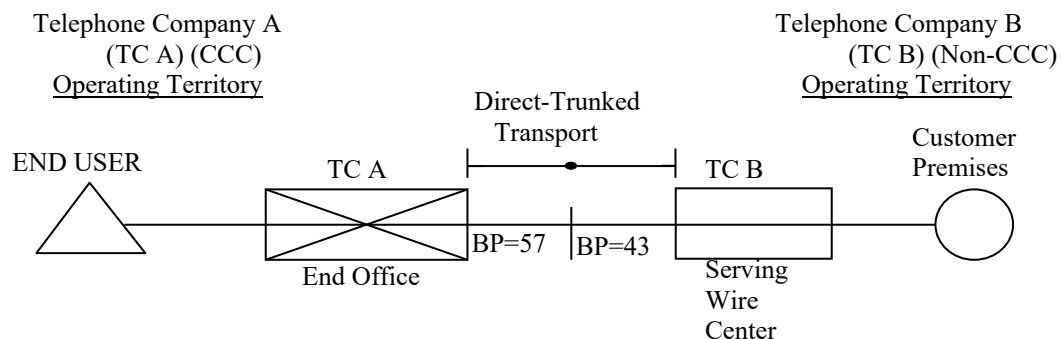 Telephone Company A
(TC A) (CCC)
Operating Territory
Telephone Company B
(TC B) (Non-CCC)
Operating Territory
Direct-Trunked
Transport
END USER
TC A
TC B
Customer
Premises
BP=57
BP=43
End Office
Serving
Wire
Center